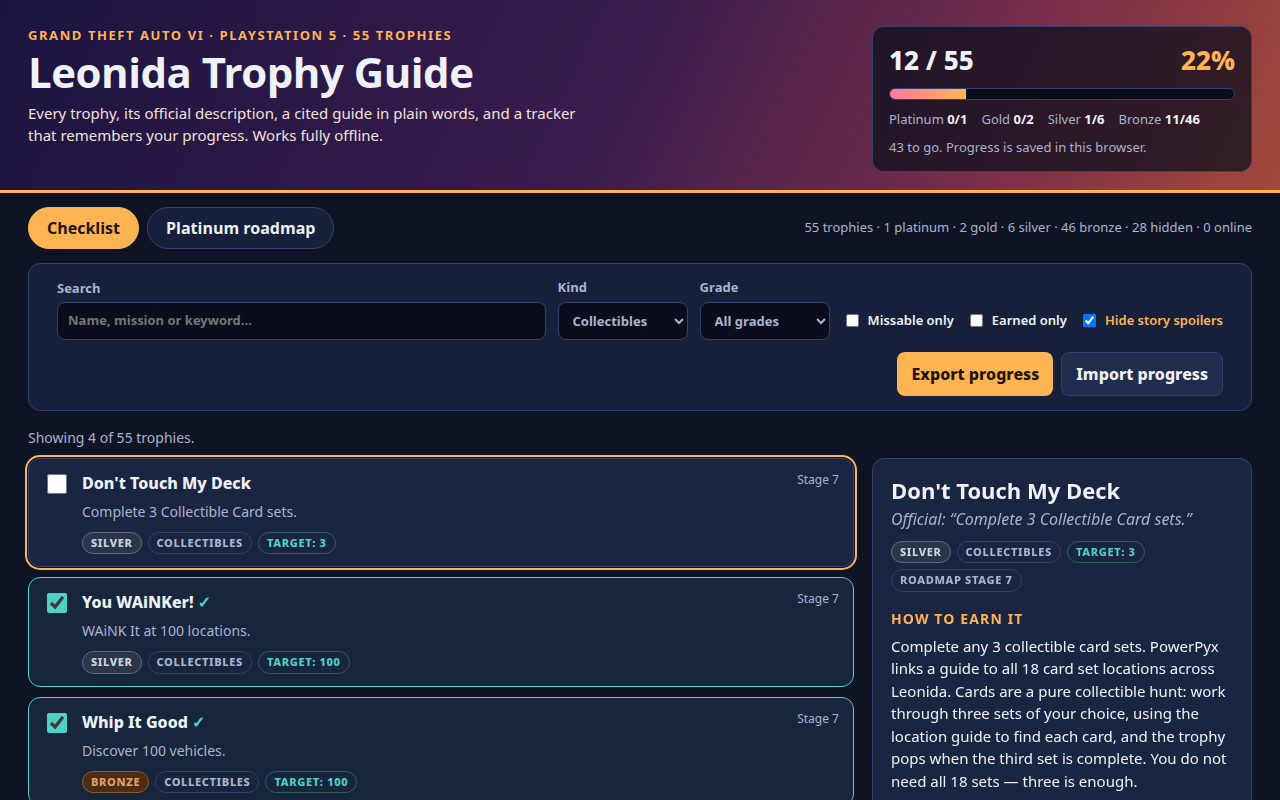 GRAND THEFT AUTO VI · PLAYSTATION 5 · 55 TROPHIES
Leonida Trophy Guide
Every trophy, its official description, a cited guide in plain words, and a tracker
that remembers your progress. Works fully offline.
12 / 55 22%
Platinum 0/1 Gold 0/2 Silver 1/6 Bronze 11/46
43 to go. Progress is saved in this browser.
Checklist Platinum roadmap
55 trophies · 1 platinum · 2 gold · 6 silver · 46 bronze · 28 hidden · 0 online
Search Kind Grade
Name, mission or keyword… Collectibles All grades Missable only Earned only Hide story spoilers
Export progress Import progress
Showing 4 of 55 trophies.
Don't Touch My Deck Stage 7
Complete 3 Collectible Card sets.
SILVER COLLECTIBLES TARGET: 3
You WAiNKer! ✓ Stage 7
WAiNK It at 100 locations.
SILVER COLLECTIBLES TARGET: 100
Whip It Good ✓ Stage 7
Discover 100 vehicles.
BRONZE COLLECTIBLES TARGET: 100
Don't Touch My Deck
Official: “Complete 3 Collectible Card sets.”
SILVER COLLECTIBLES TARGET: 3
ROADMAP STAGE 7
HOW TO EARN IT
Complete any 3 collectible card sets. PowerPyx
links a guide to all 18 card set locations across
Leonida. Cards are a pure collectible hunt: work
through three sets of your choice, using the
location guide to find each card, and the trophy
pops when the third set is complete. You do not
need all 18 sets — three is enough.